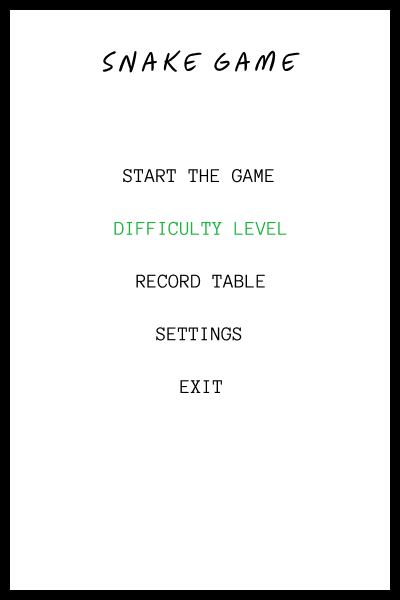 SNAKE GAME
START THE GAME
DIFFICULTY LEVEL
RECORD TABLE
SETTINGS
EXIT